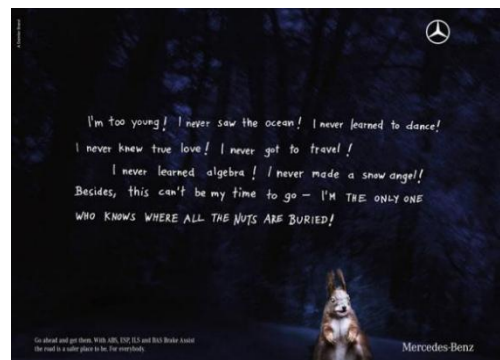 I'm too young! I never saw the ocean! I never learned to dance!
I never knew true love! I never got to travel!
I never learned algebra! I never made a snow angel!
Besides, this can't be my time to go – I'M THE ONLY ONE
WHO KNOWS WHERE ALL THE NUTS ARE BURIED!
Go ahead and get them. With ABS, ESP, ILS and BAS Brake Assist
the road is a safer place to be. For everybody.
Mercedes-Benz